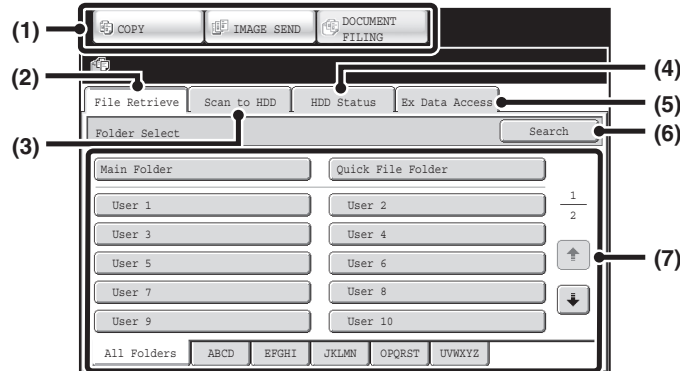 (1)
COPY
IMAGE SEND
DOCUMENT
FILING
(2)
(4)
File Retrieve
Scan to HDD
HDD Status
Ex Data Access
(5)
(3)
Folder Select
Search
(6)
Main Folder
Quick File Folder
User 1
User 2
1
2
User 3
User 4
User 5
User 6
(7)
User 7
User 8
User 9
User 10
All Folders
ABCD
EFGHI
JKLMN
OPQRST
UVWXYZ